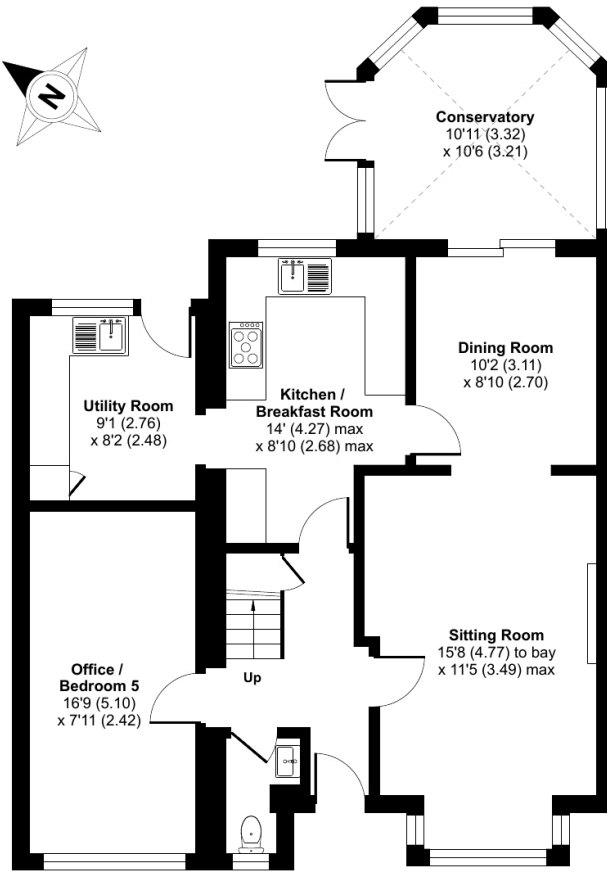 N
Conservatory
10'11 (3.32)
x 10'6 (3.21)
Dining Room
10'2 (3.11)
x 8'10 (2.70)
Kitchen /
Breakfast Room
14' (4.27) max
x 8'10 (2.68) max
Utility Room
9'1 (2.76)
x 8'2 (2.48)
Sitting Room
15'8 (4.77) to bay
x 11'5 (3.49) max
Up
Office /
Bedroom 5
16'9 (5.10)
x 7'11 (2.42)